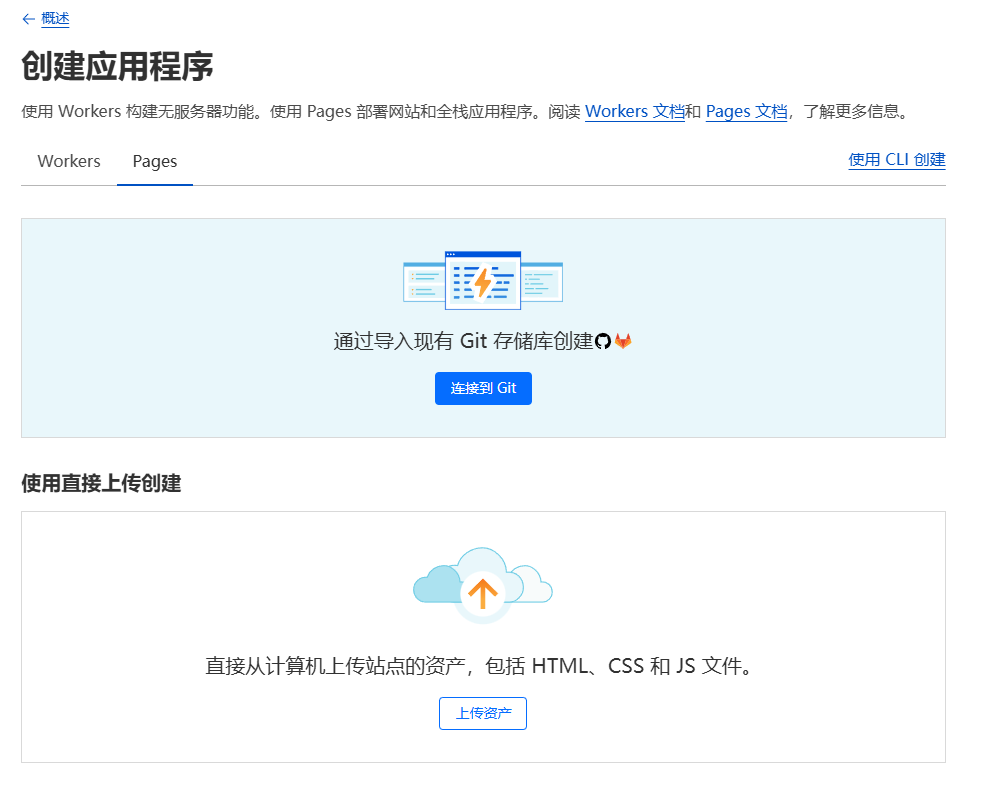 概述
创建应用程序
使用 Workers 构建无服务器功能。使用 Pages 部署网站和全栈应用程序。阅读 Workers 文档和 Pages 文档，了解更多信息。
Workers Pages 使用 CLI 创建
通过导入现有 Git 存储库创建
连接到 Git
使用直接上传创建
直接从计算机上传站点的资产，包括 HTML、CSS 和 JS 文件。
上传资产